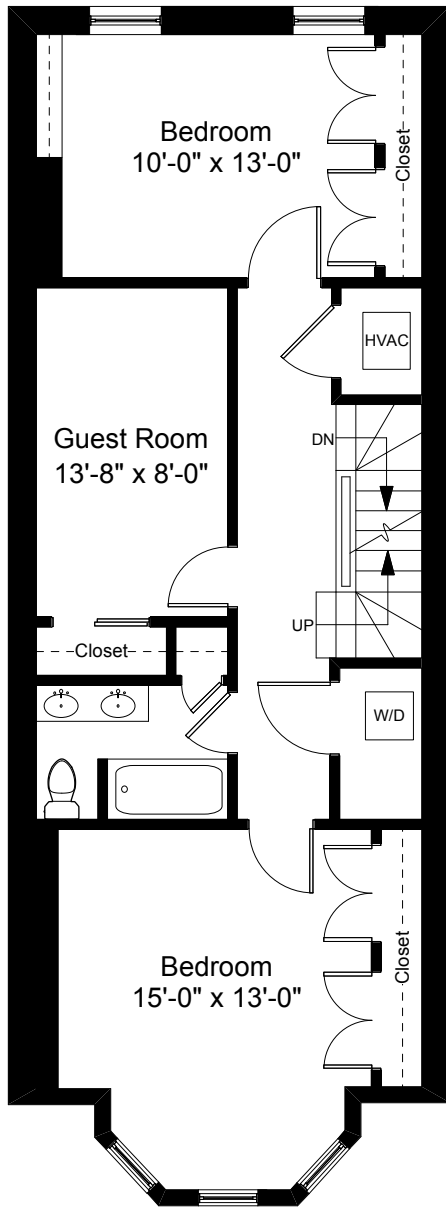 Bedroom
10'-0" x 13'-0"
Closet
HVAC
DN
Guest Room
13'-8" x 8'-0"
UP
Closet
W/D
Bedroom
15'-0" x 13'-0"
Closet